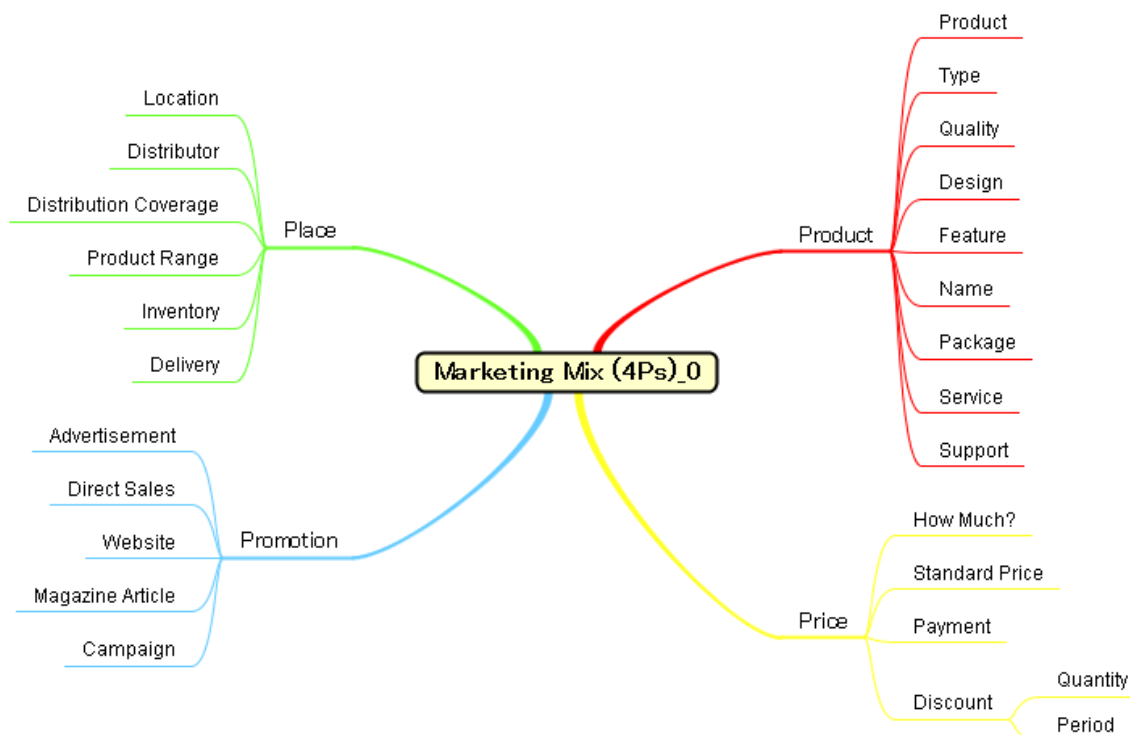 Marketing Mix (4Ps)_0
Product
Product
Type
Quality
Design
Feature
Name
Package
Service
Support
Price
How Much?
Standard Price
Payment
Discount
Quantity
Period
Promotion
Advertisement
Direct Sales
Website
Magazine Article
Campaign
Place
Location
Distributor
Distribution Coverage
Product Range
Inventory
Delivery